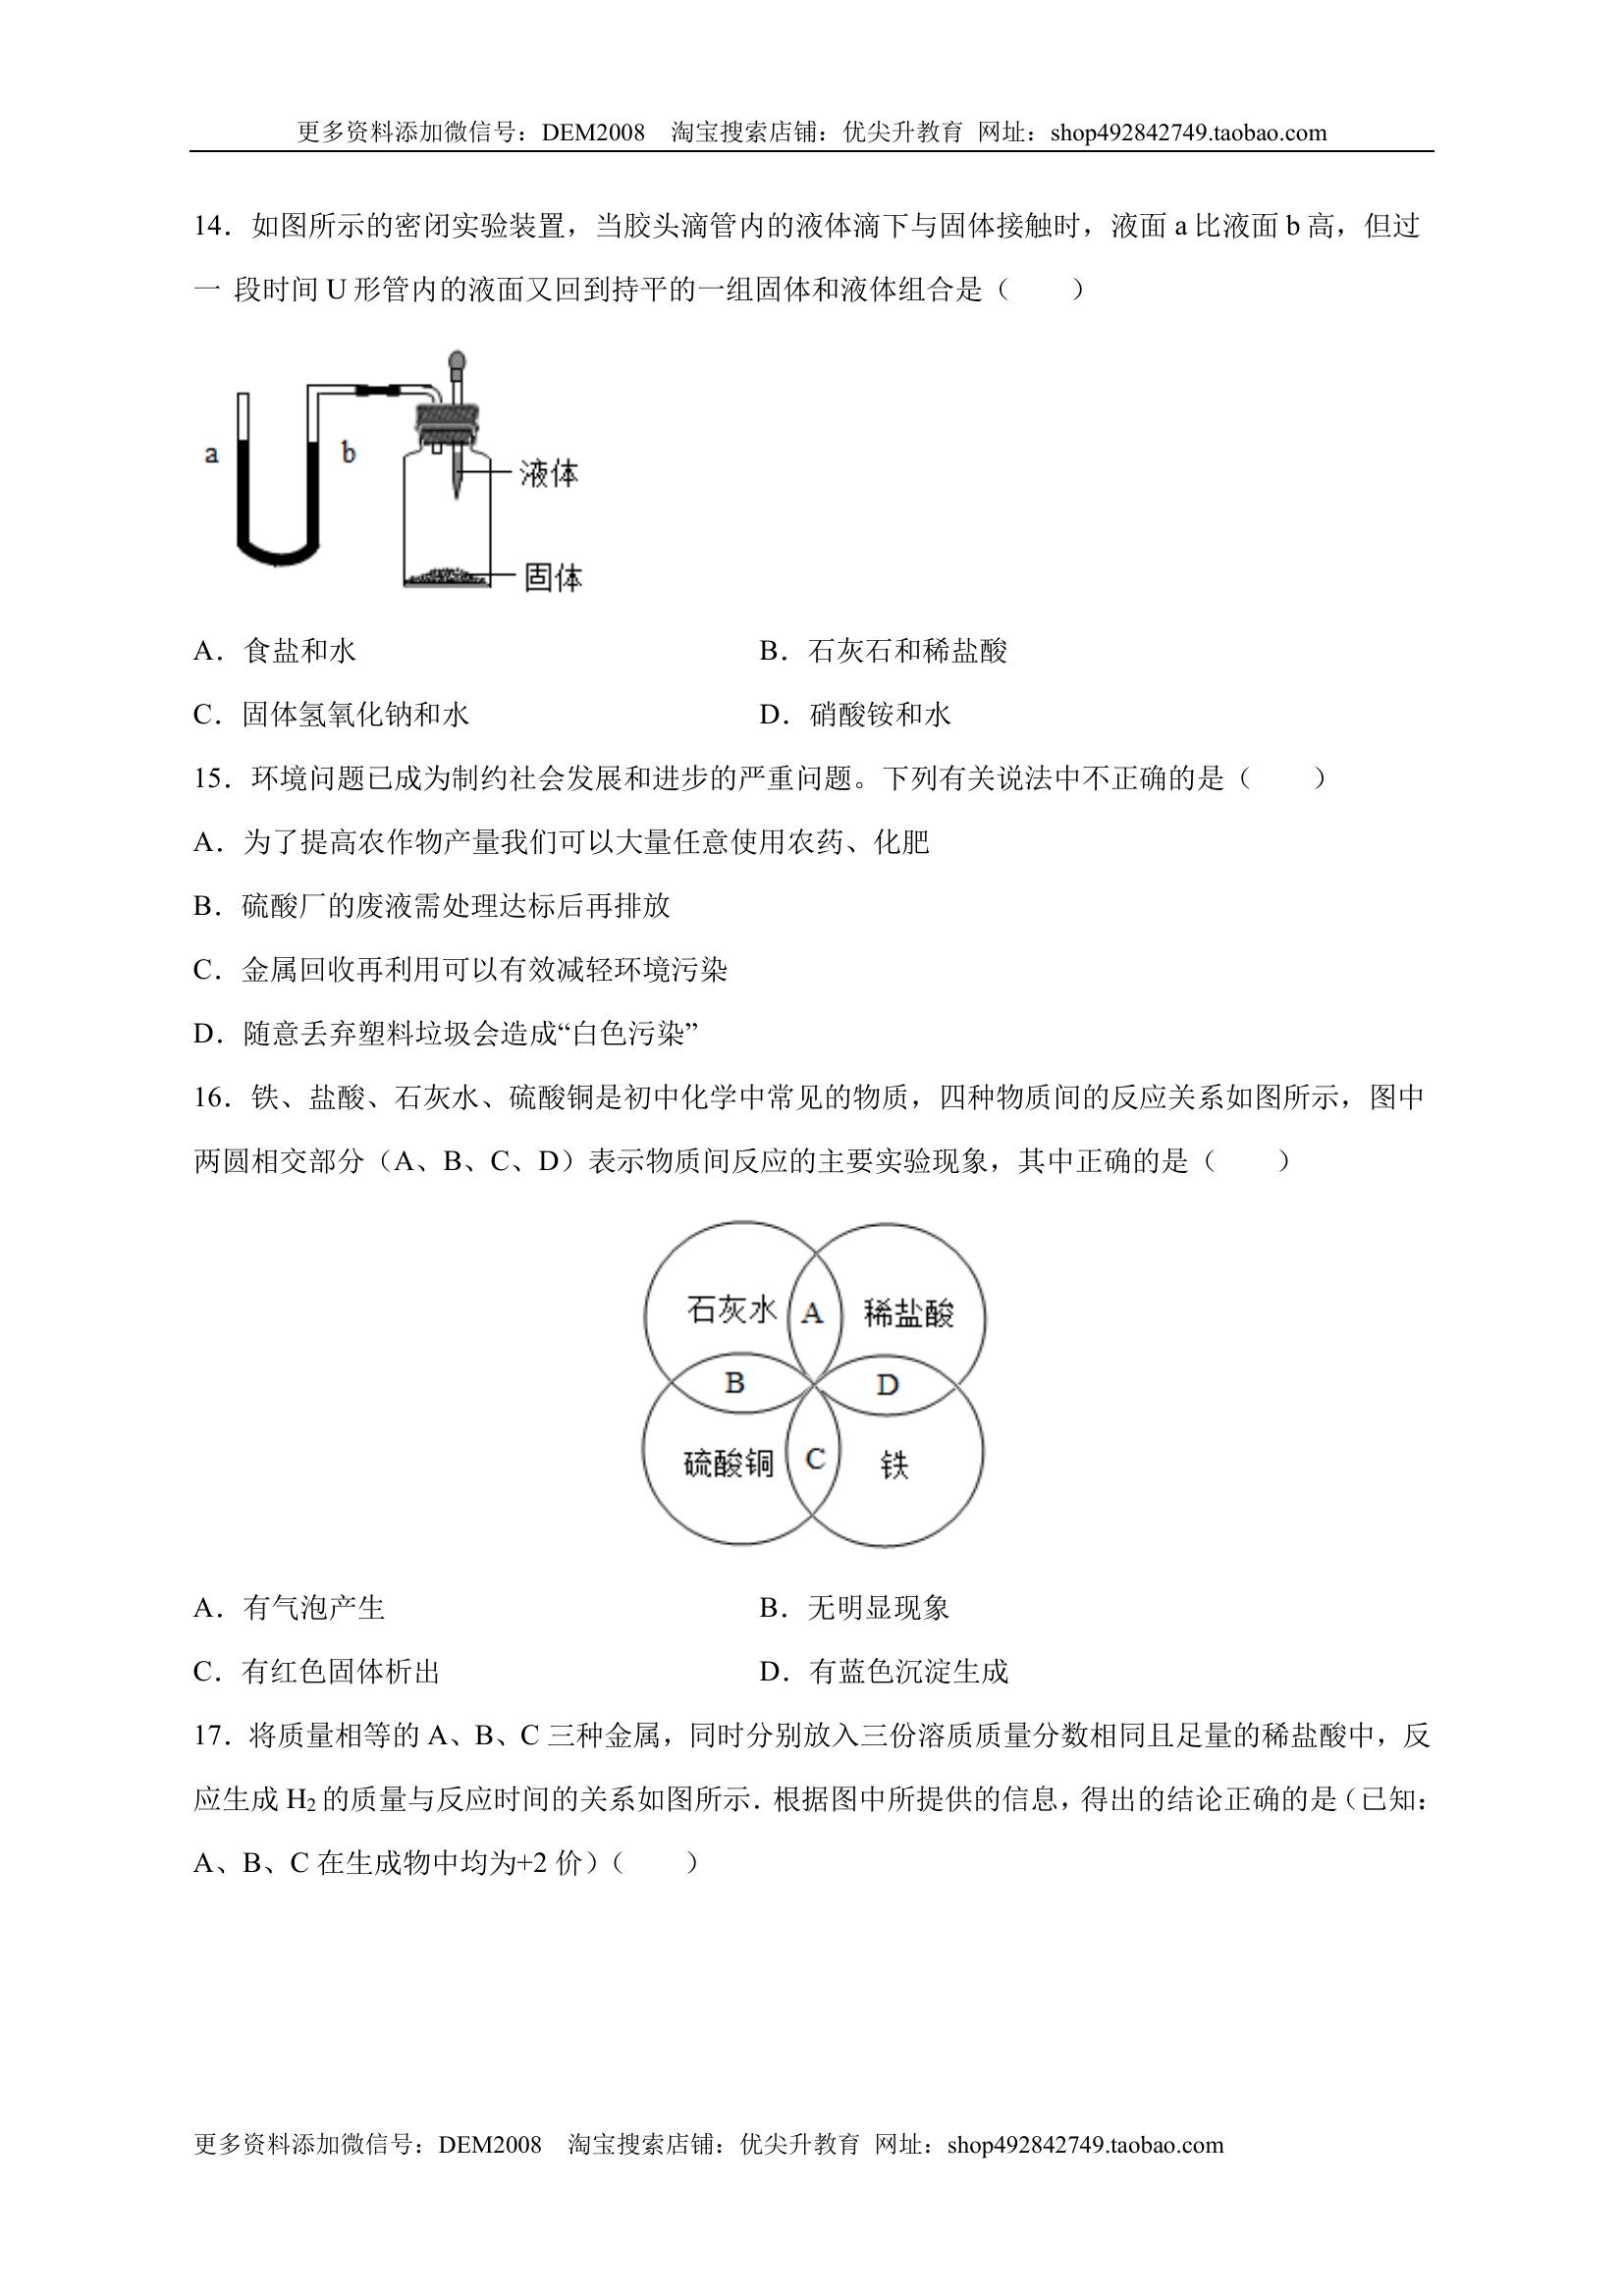 更多资料添加微信号：DEM2008　淘宝搜索店铺：优尖升教育 网址：shop492842749.taobao.com
14．如图所示的密闭实验装置，当胶头滴管内的液体滴下与固体接触时，液面 a 比液面 b 高，但过
一 段时间 U 形管内的液面又回到持平的一组固体和液体组合是（　　）
a
b
液体
固体
A．食盐和水　　B．石灰石和稀盐酸
C．固体氢氧化钠和水　　D．硝酸铵和水
15．环境问题已成为制约社会发展和进步的严重问题。下列有关说法中不正确的是（　　）
A．为了提高农作物产量我们可以大量任意使用农药、化肥
B．硫酸厂的废液需处理达标后再排放
C．金属回收再利用可以有效减轻环境污染
D．随意丢弃塑料垃圾会造成“白色污染”
16．铁、盐酸、石灰水、硫酸铜是初中化学中常见的物质，四种物质间的反应关系如图所示，图中
两圆相交部分（A、B、C、D）表示物质间反应的主要实验现象，其中正确的是（　　）
石灰水 A 稀盐酸
B D
硫酸铜 C 铁
A．有气泡产生　　B．无明显现象
C．有红色固体析出　　D．有蓝色沉淀生成
17．将质量相等的 A、B、C 三种金属，同时分别放入三份溶质质量分数相同且足量的稀盐酸中，反
应生成 H₂ 的质量与反应时间的关系如图所示．根据图中所提供的信息，得出的结论正确的是（已知：
A、B、C 在生成物中均为+2 价）（　　）
更多资料添加微信号：DEM2008　淘宝搜索店铺：优尖升教育 网址：shop492842749.taobao.com